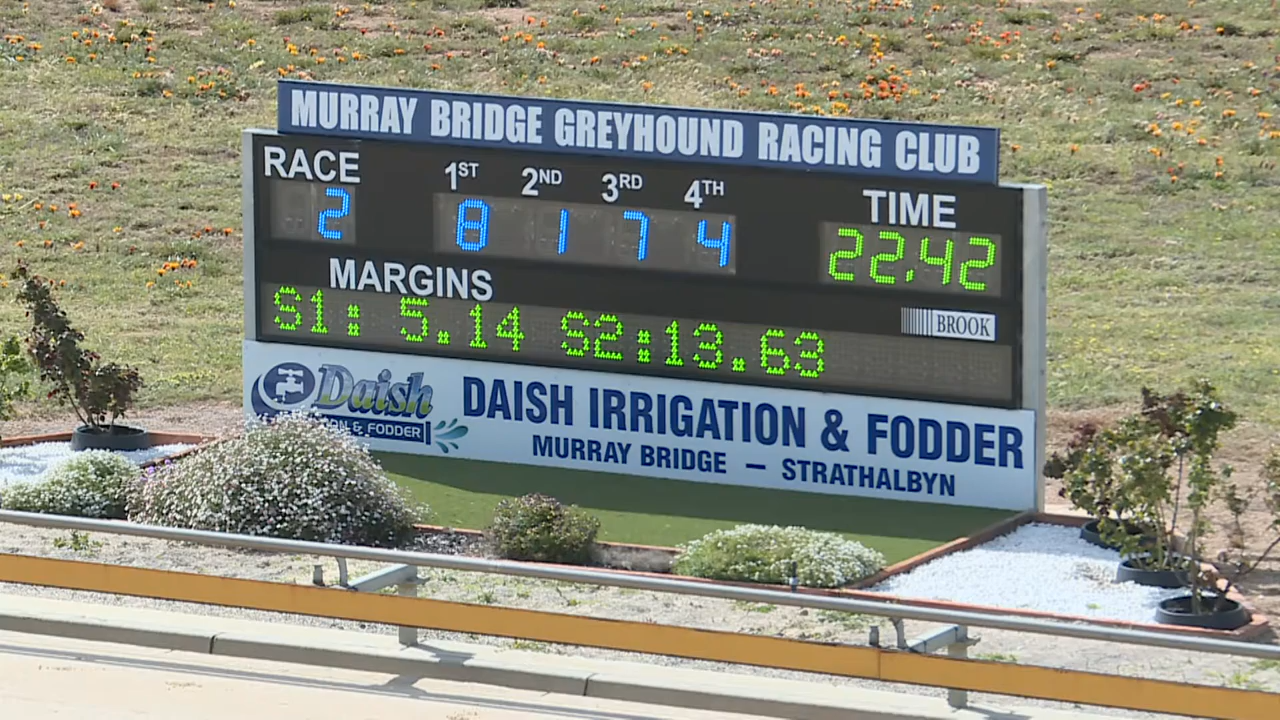 MURRAY BRIDGE GREYHOUND RACING CLUB
RACE 1ST 2ND 3RD 4TH TIME
2 8 1 7 4 22.42
MARGINS
S1: 5.14 S2:13.63
BROOK
Daish
& FODDER
DAISH IRRIGATION & FODDER
MURRAY BRIDGE — STRATHALBYN